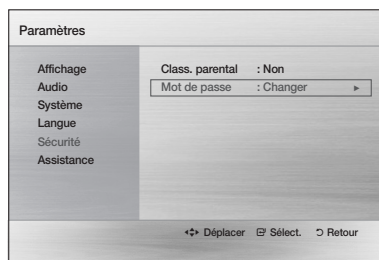 Paramètres
Affichage
Audio
Système
Langue
Sécurité
Assistance
Class. parental : Non
Mot de passe : Changer ►
Déplacer Sélect. Retour